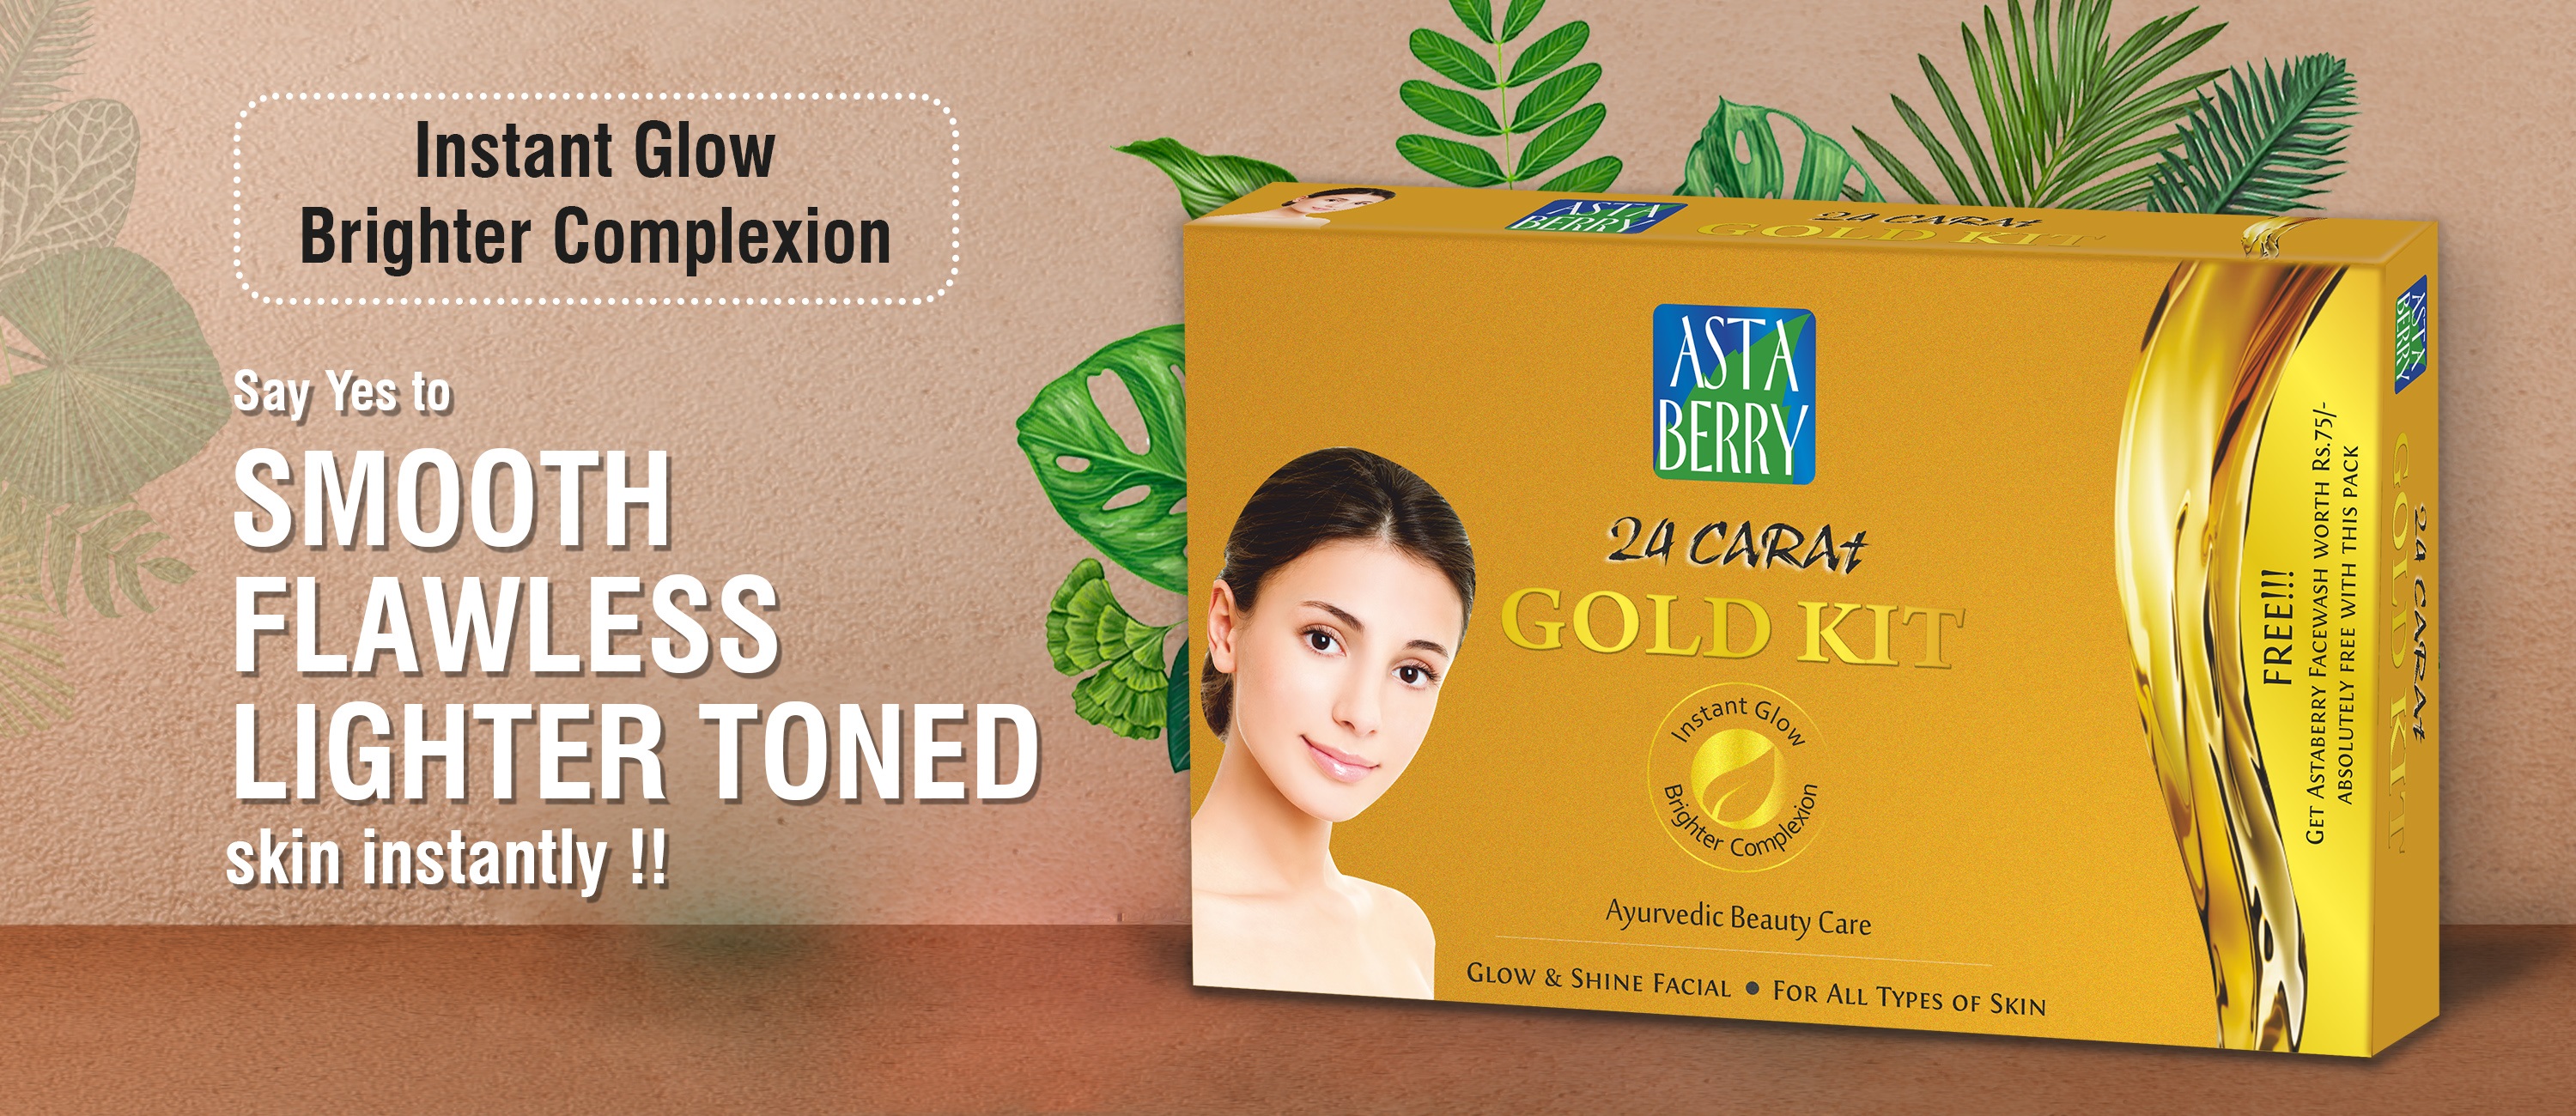 Instant Glow
Brighter Complexion
Say Yes to
SMOOTH
FLAWLESS
LIGHTER TONED
skin instantly !!
ASTA
BERRY
24 CARAt
GOLD KIT
ASTA
BERRY
24 CARAt
GOLD KIT
Instant Glow
Brighter Complexion
Ayurvedic Beauty Care
GLOW & SHINE FACIAL • FOR ALL TYPES OF SKIN
FREE!!!
GET ASTABERRY FACEWASH WORTH Rs.75/-
ABSOLUTELY FREE WITH THIS PACK
ASTA
BERRY
24 CARAt
GOLD KIT